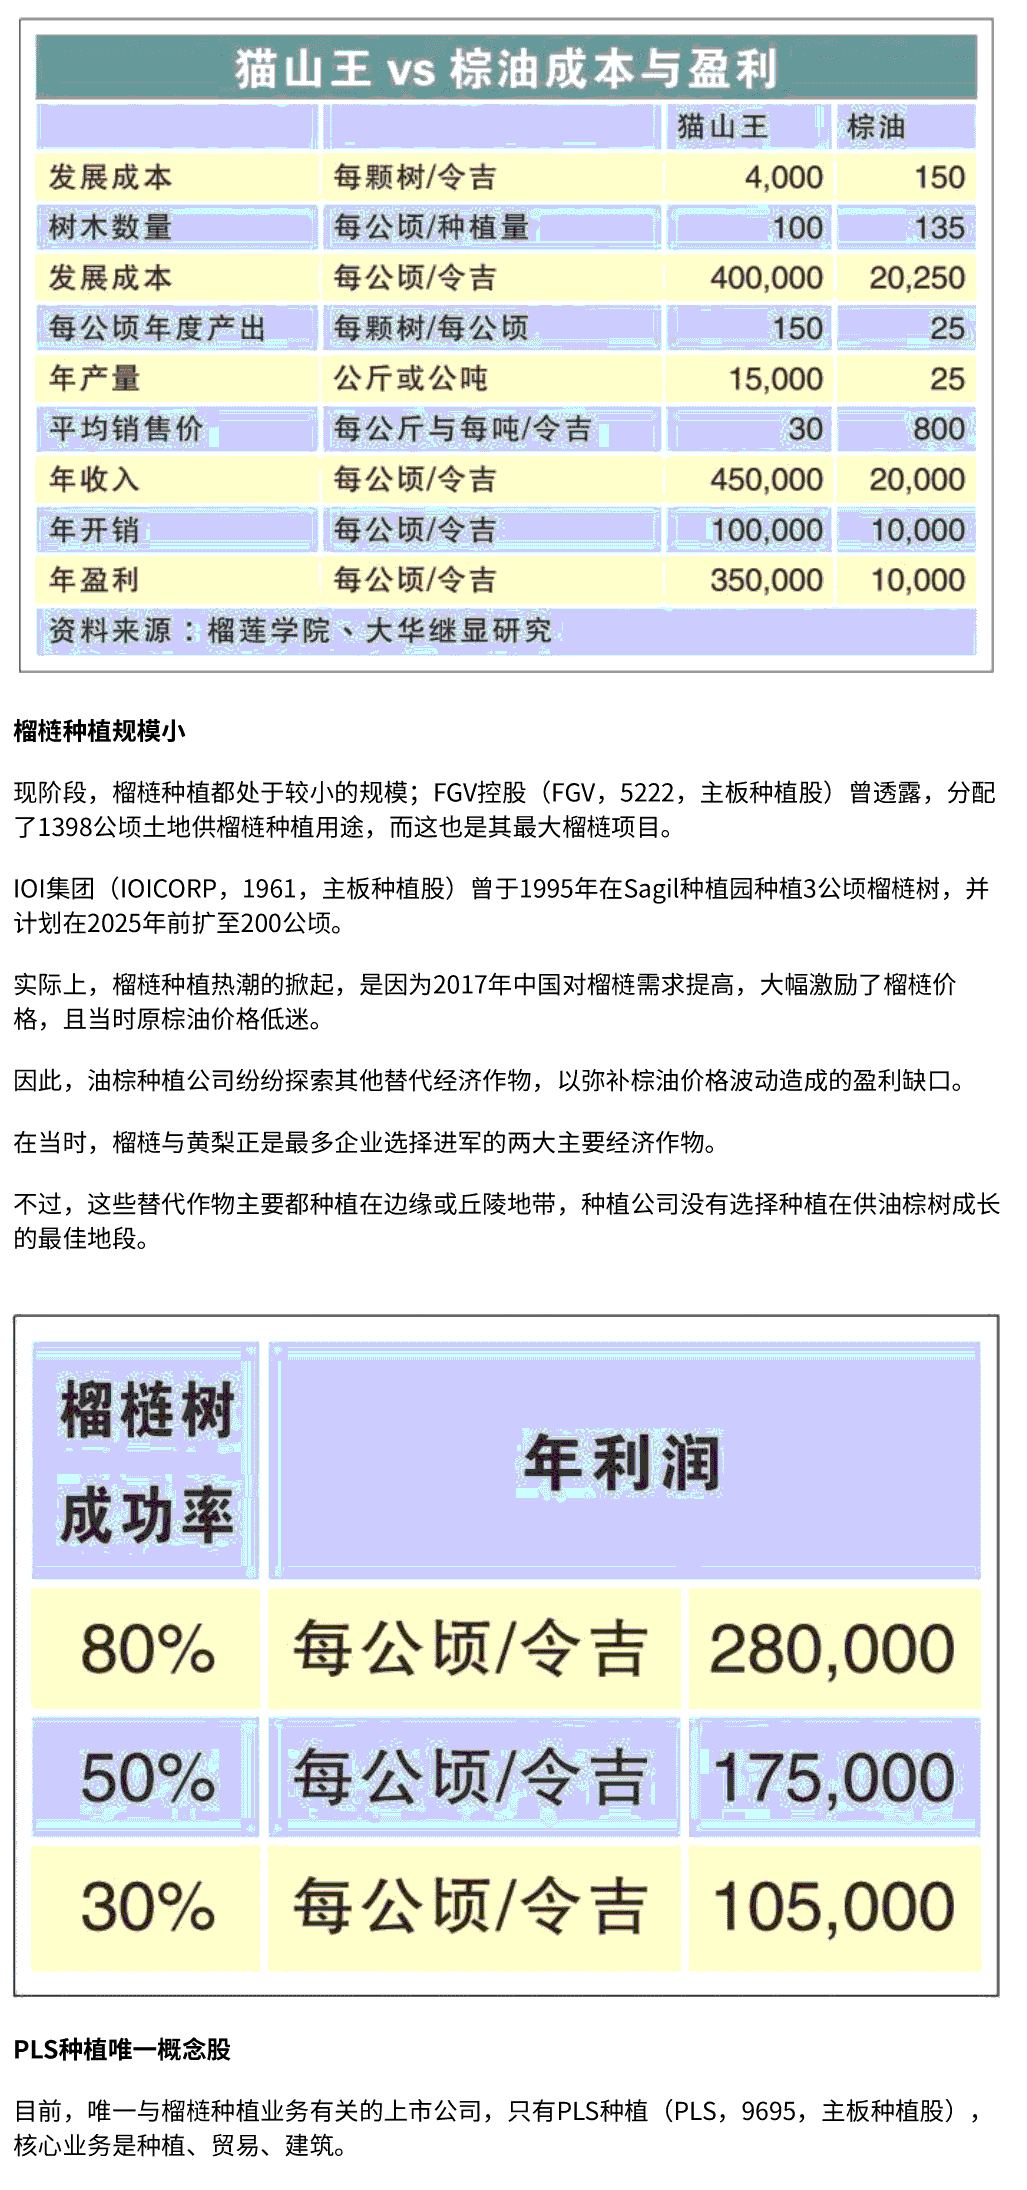 猫山王 vs 棕油成本与盈利
猫山王 棕油
发展成本 每颗树/令吉 4,000 150
树木数量 每公顷/种植量 100 135
发展成本 每公顷/令吉 400,000 20,250
每公顷年度产出 每颗树/每公顷 150 25
年产量 公斤或公吨 15,000 25
平均销售价 每公斤与每吨/令吉 30 800
年收入 每公顷/令吉 450,000 20,000
年开销 每公顷/令吉 100,000 10,000
年盈利 每公顷/令吉 350,000 10,000
资料来源：榴莲学院、大华继显研究
榴梿种植规模小
现阶段，榴梿种植都处于较小的规模；FGV控股（FGV，5222，主板种植股）曾透露，分配
了1398公顷土地供榴梿种植用途，而这也是其最大榴梿项目。
IOI集团（IOICORP，1961，主板种植股）曾于1995年在Sagil种植园种植3公顷榴梿树，并
计划在2025年前扩至200公顷。
实际上，榴梿种植热潮的掀起，是因为2017年中国对榴梿需求提高，大幅激励了榴梿价
格，且当时原棕油价格低迷。
因此，油棕种植公司纷纷探索其他替代经济作物，以弥补棕油价格波动造成的盈利缺口。
在当时，榴梿与黄梨正是最多企业选择进军的两大主要经济作物。
不过，这些替代作物主要都种植在边缘或丘陵地带，种植公司没有选择种植在供油棕树成长
的最佳地段。
榴梿树
成功率
年利润
80% 每公顷/令吉 280,000
50% 每公顷/令吉 175,000
30% 每公顷/令吉 105,000
PLS种植唯一概念股
目前，唯一与榴梿种植业务有关的上市公司，只有PLS种植（PLS，9695，主板种植股），
核心业务是种植、贸易、建筑。